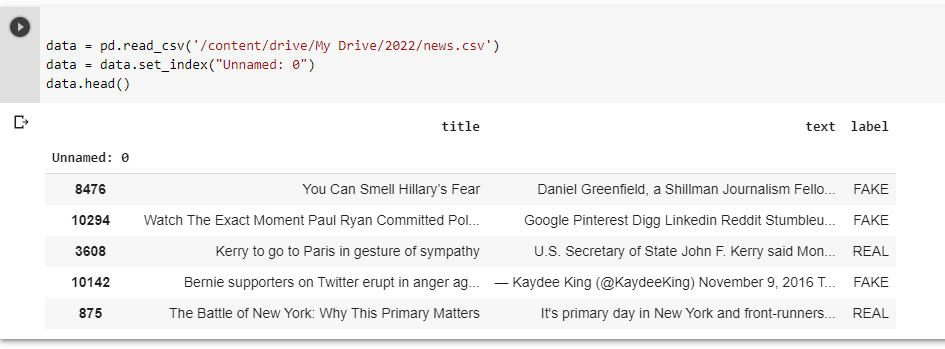 data = pd.read_csv('/content/drive/My Drive/2022/news.csv')
data = data.set_index("Unnamed: 0")
data.head()
title text label
Unnamed: 0
8476 You Can Smell Hillary’s Fear Daniel Greenfield, a Shillman Journalism Fello... FAKE
10294 Watch The Exact Moment Paul Ryan Committed Pol... Google Pinterest Digg Linkedin Reddit Stumbleu... FAKE
3608 Kerry to go to Paris in gesture of sympathy U.S. Secretary of State John F. Kerry said Mon... REAL
10142 Bernie supporters on Twitter erupt in anger ag... — Kaydee King (@KaydeeKing) November 9, 2016 T... FAKE
875 The Battle of New York: Why This Primary Matters It's primary day in New York and front-runners... REAL